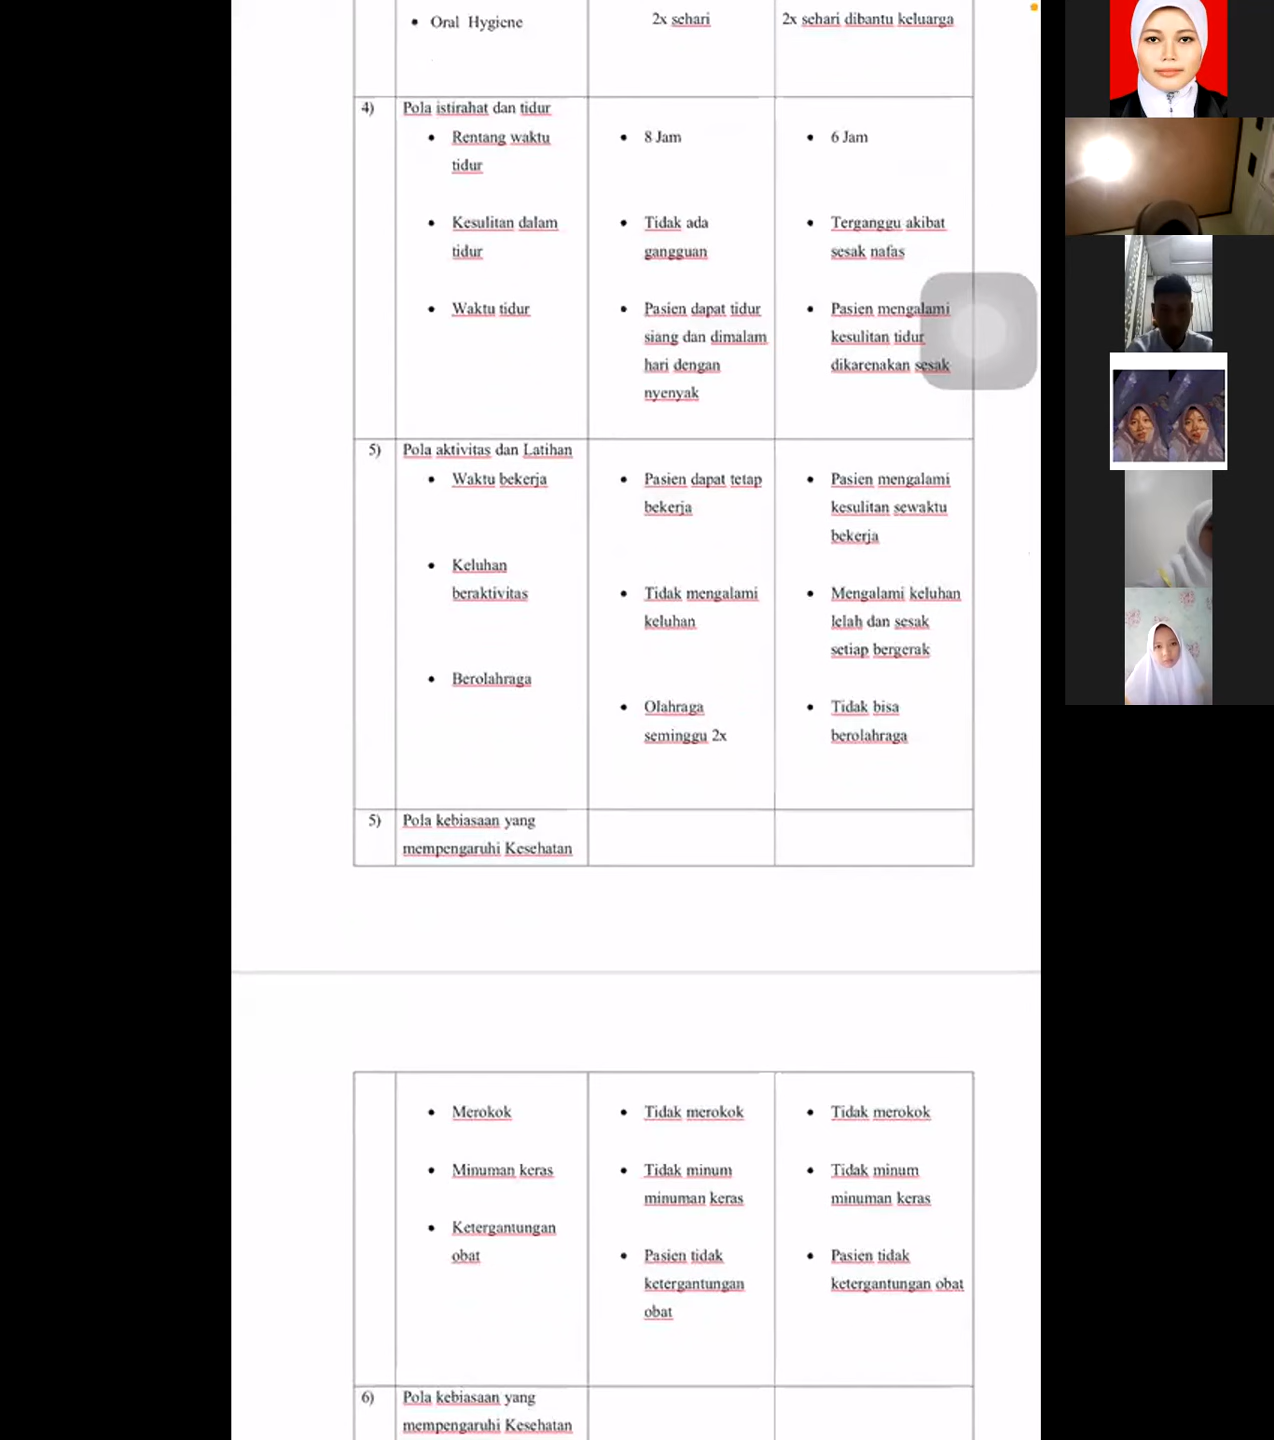 • Oral Hygiene 2x sehari 2x sehari dibantu keluarga
4) Pola istirahat dan tidur
• Rentang waktu • 8 Jam • 6 Jam
tidur
• Kesulitan dalam • Tidak ada • Terganggu akibat
tidur gangguan sesak nafas
• Waktu tidur • Pasien dapat tidur • Pasien mengalami
siang dan dimalam kesulitan tidur
hari dengan dikarenakan sesak
nyenyak
5) Pola aktivitas dan Latihan
• Waktu bekerja • Pasien dapat tetap • Pasien mengalami
bekerja kesulitan sewaktu
bekerja
• Keluhan
beraktivitas • Tidak mengalami • Mengalami keluhan
keluhan lelah dan sesak
setiap bergerak
• Berolahraga
• Olahraga • Tidak bisa
seminggu 2x berolahraga
5) Pola kebiasaan yang
mempengaruhi Kesehatan
• Merokok • Tidak merokok • Tidak merokok
• Minuman keras • Tidak minum • Tidak minum
minuman keras minuman keras
• Ketergantungan
obat • Pasien tidak • Pasien tidak
ketergantungan ketergantungan obat
obat
6) Pola kebiasaan yang
mempengaruhi Kesehatan